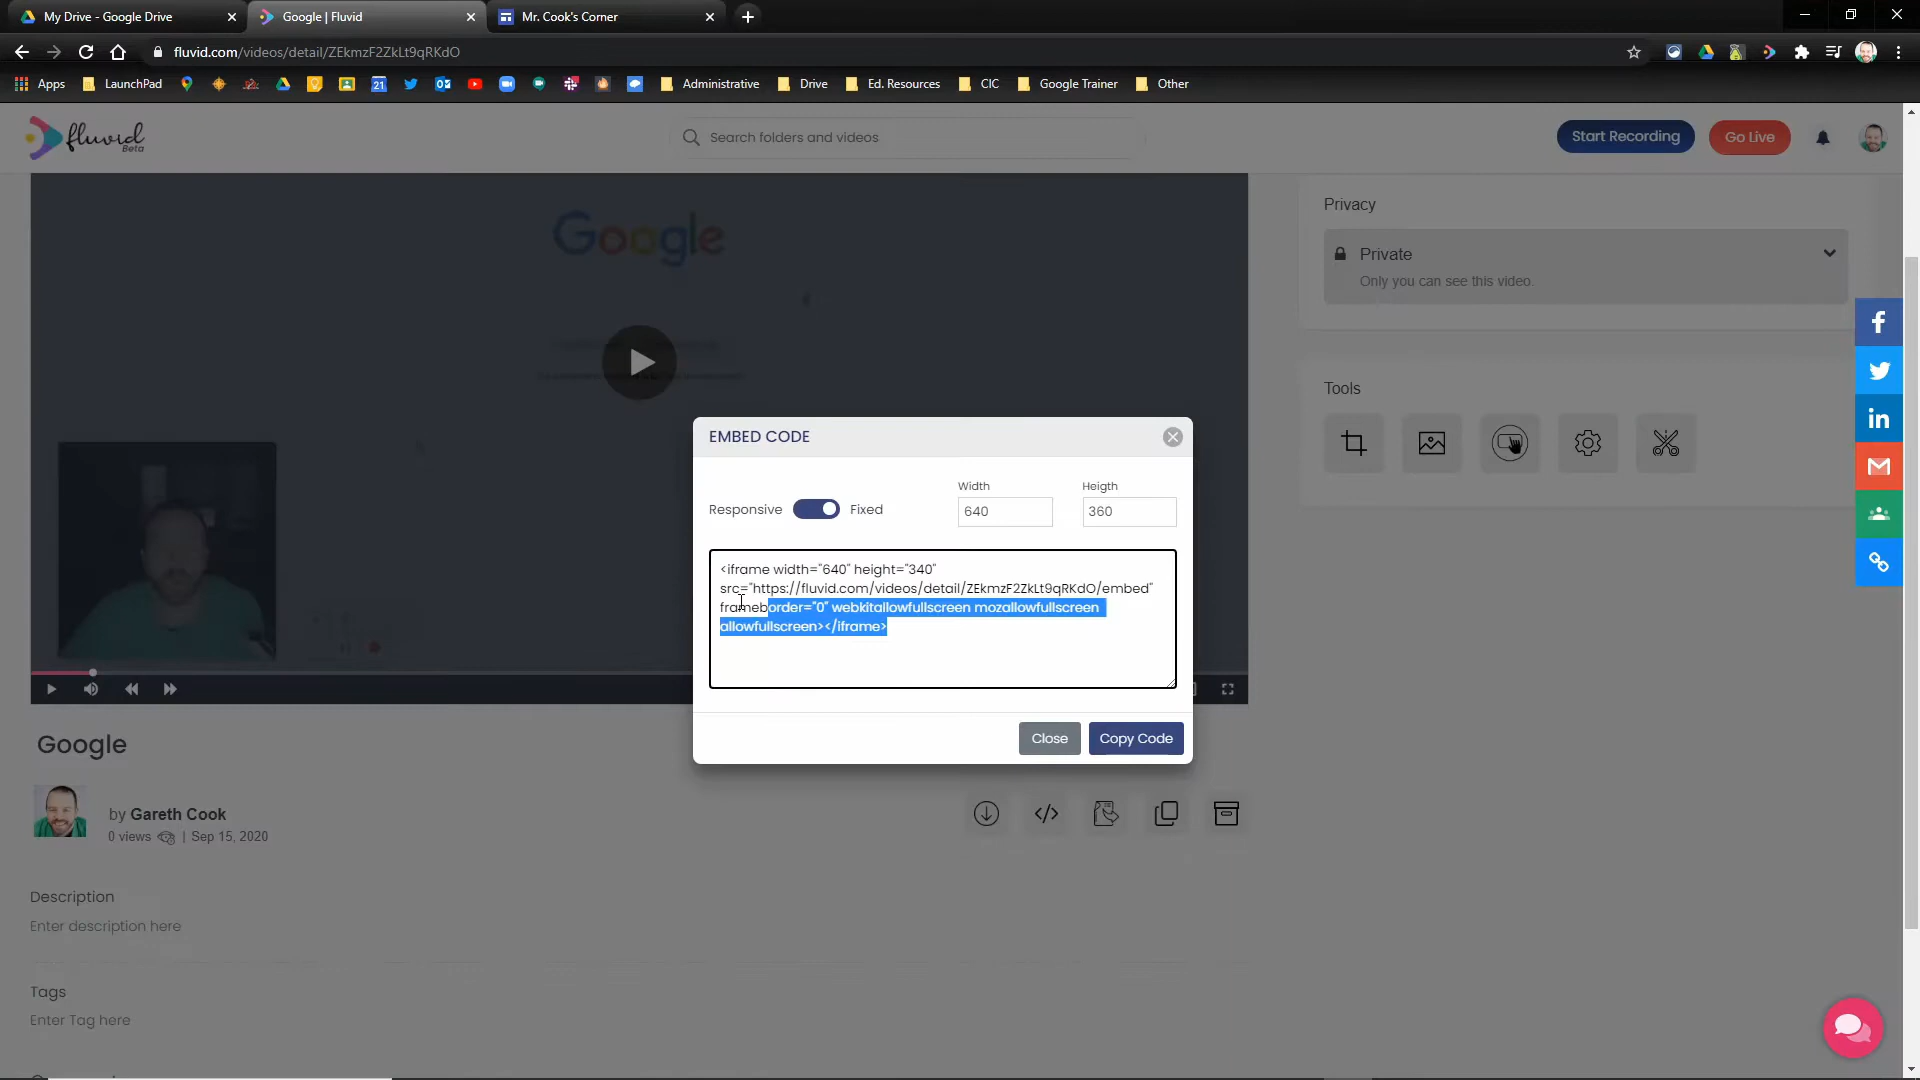 My Drive - Google Drive
Google | Fluvid
Mr. Cook's Corner
fluvid.com/videos/detail/ZEkmzF2ZkLt9qRKdO
Apps
LaunchPad
21
Administrative
Drive
Ed. Resources
CIC
Google Trainer
Other
fluvid
Beta
Search folders and videos
Start Recording
Go Live
Google
Privacy
Private
Only you can see this video.
Tools
EMBED CODE
Responsive
Fixed
Width
Heigth
640
360
<iframe width="640" height="340"
src="https://fluvid.com/videos/detail/ZEkmzF2ZkLt9qRKdO/embed"
frameborder="0" webkitallowfullscreen mozallowfullscreen
allowfullscreen></iframe>
Close
Copy Code
Google
by Gareth Cook
0 views | Sep 15, 2020
Description
Enter description here
Tags
Enter Tag here